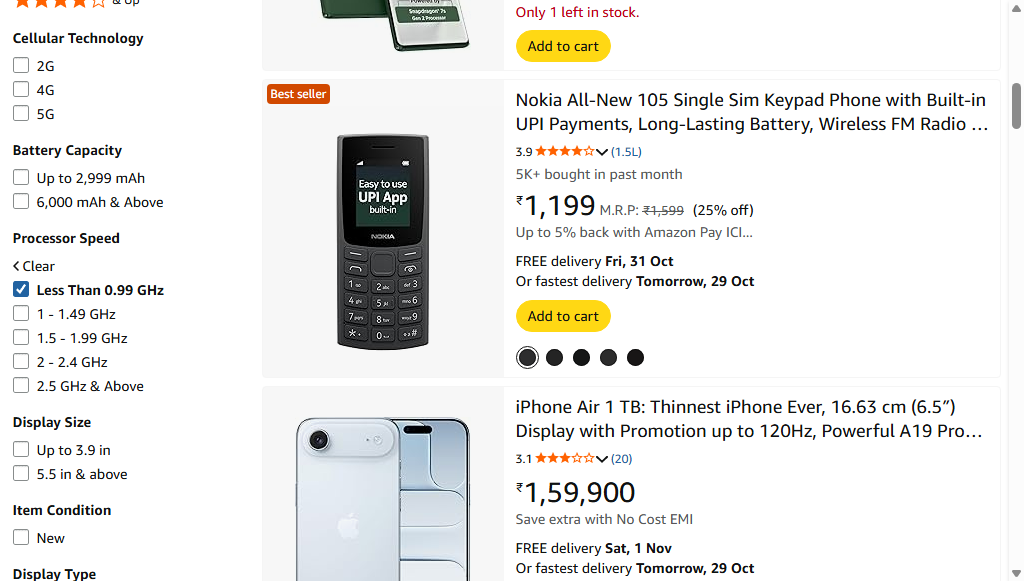 & Up
Cellular Technology
2G
4G
5G
Battery Capacity
Up to 2,999 mAh
6,000 mAh & Above
Processor Speed
Clear
Less Than 0.99 GHz
1 - 1.49 GHz
1.5 - 1.99 GHz
2 - 2.4 GHz
2.5 GHz & Above
Display Size
Up to 3.9 in
5.5 in & above
Item Condition
New
Display Type
Snapdragon® 7s
Gen 2 Processor
Only 1 left in stock.
Add to cart
Best seller
Easy to use
UPI App
built-in
NOKIA
Nokia All-New 105 Single Sim Keypad Phone with Built-in
UPI Payments, Long-Lasting Battery, Wireless FM Radio …
3.9 (1.5L)
5K+ bought in past month
₹1,199 M.R.P: ₹1,599 (25% off)
Up to 5% back with Amazon Pay ICI…
FREE delivery Fri, 31 Oct
Or fastest delivery Tomorrow, 29 Oct
Add to cart
iPhone Air 1 TB: Thinnest iPhone Ever, 16.63 cm (6.5″)
Display with Promotion up to 120Hz, Powerful A19 Pro…
3.1 (20)
₹1,59,900
Save extra with No Cost EMI
FREE delivery Sat, 1 Nov
Or fastest delivery Tomorrow, 29 Oct